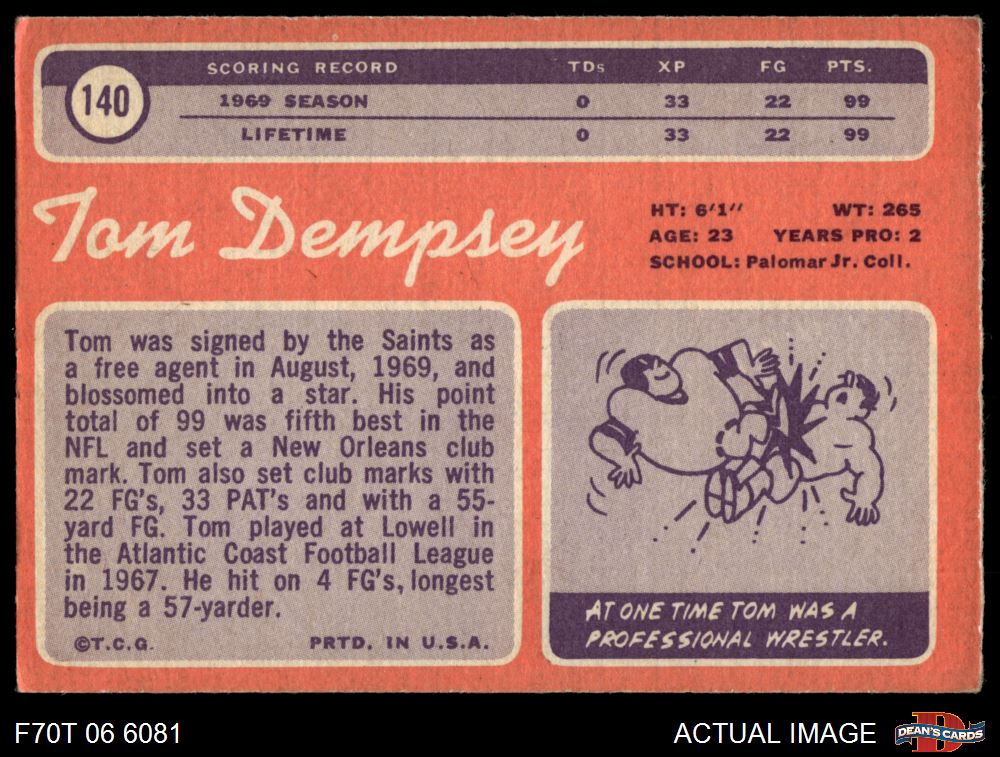 140
SCORING RECORD TDs XP FG PTS.
1969 SEASON 0 33 22 99
LIFETIME 0 33 22 99
Tom Dempsey
HT: 6'1" WT: 265
AGE: 23 YEARS PRO: 2
SCHOOL: Palomar Jr. Coll.
Tom was signed by the Saints as
a free agent in August, 1969, and
blossomed into a star. His point
total of 99 was fifth best in the
NFL and set a New Orleans club
mark. Tom also set club marks with
22 FG's, 33 PAT's and with a 55-
yard FG. Tom played at Lowell in
the Atlantic Coast Football League
in 1967. He hit on 4 FG's, longest
being a 57-yarder.
©T.C.G. PRTD. IN U.S.A.
AT ONE TIME TOM WAS A
PROFESSIONAL WRESTLER.
F70T 06 6081 ACTUAL IMAGE
D
DEAN'S CARDS